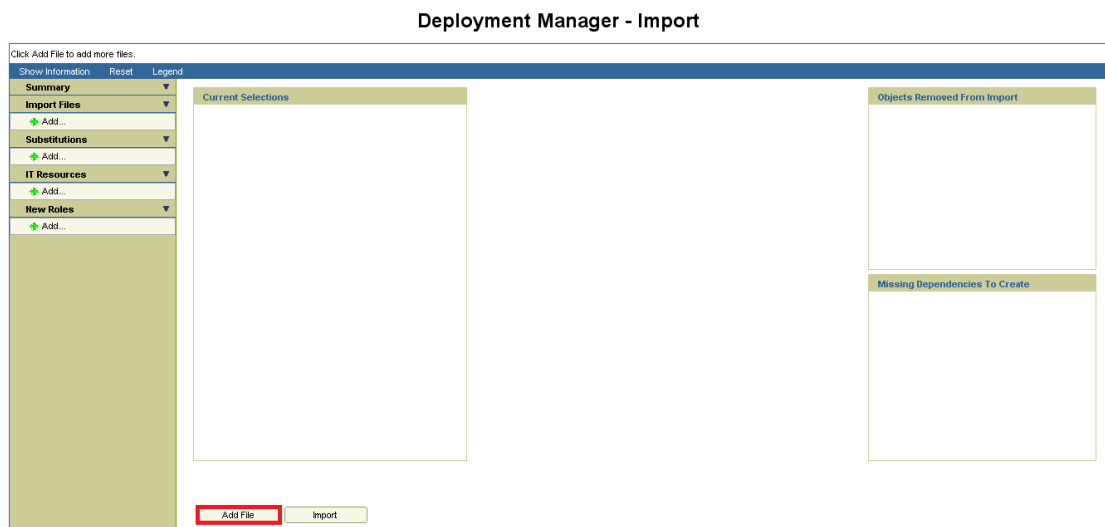 Deployment Manager - Import
Click Add File to add more files.
Show Information Reset Legend
Summary
Import Files
Add...
Substitutions
Add...
IT Resources
Add...
New Roles
Add...
Current Selections
Objects Removed From Import
Missing Dependencies To Create
Add File Import